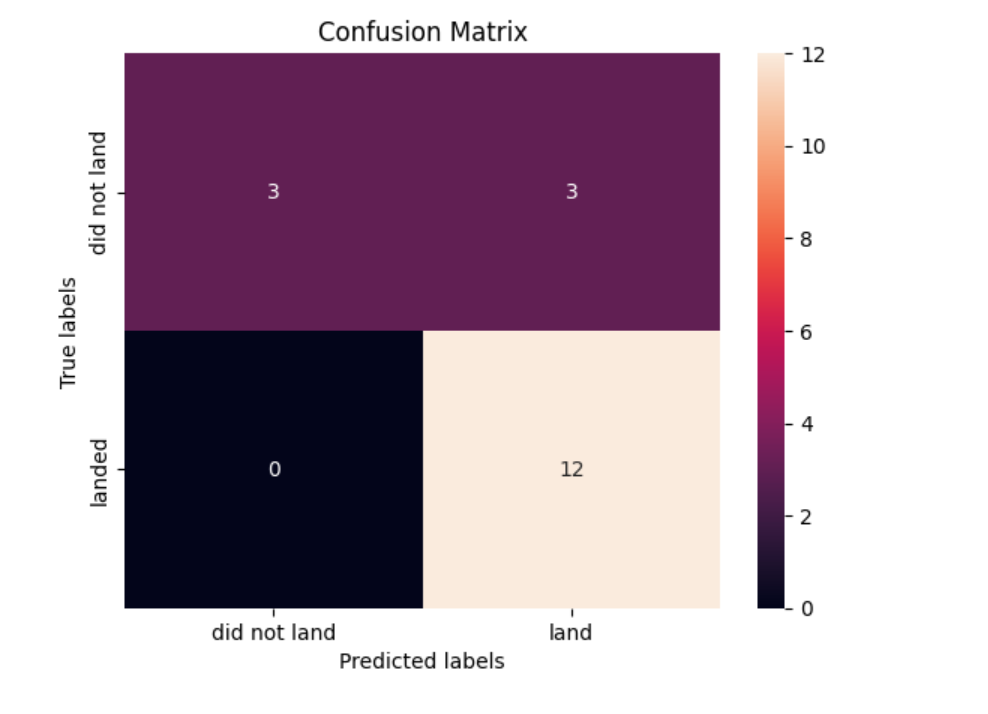 Confusion Matrix
True labels
did not land
landed
3 3
0 12
did not land land
Predicted labels
12
10
8
6
4
2
0